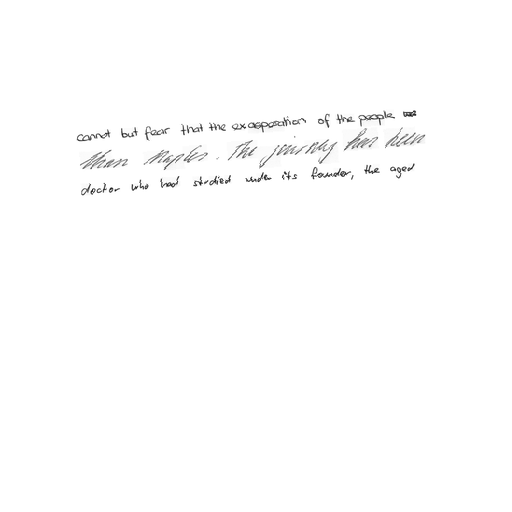 cannot but fear that the exasperation of the people
than Naples. The journey has been
doctor who had studied under its founder, the aged